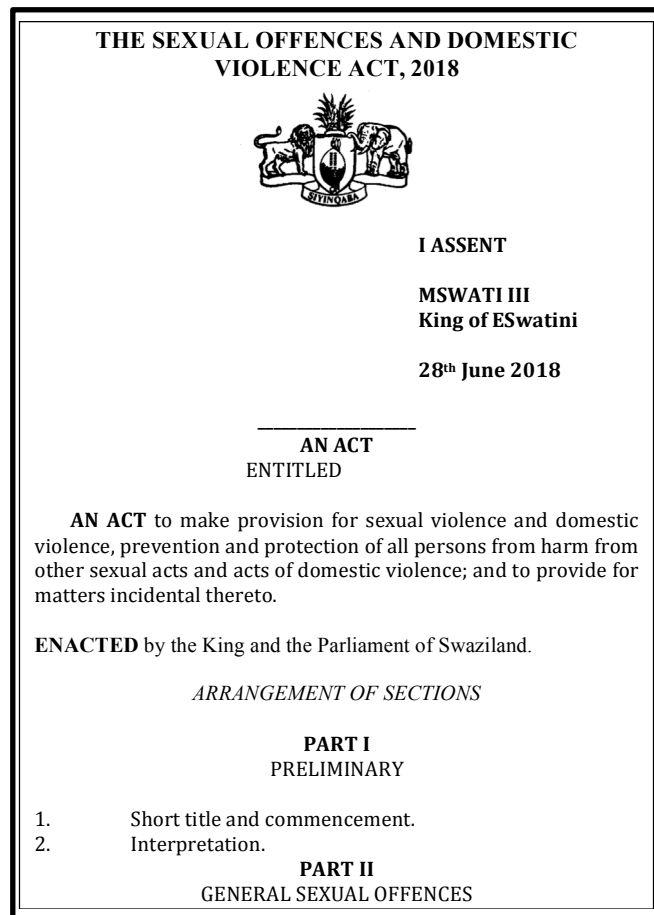 THE SEXUAL OFFENCES AND DOMESTIC
VIOLENCE ACT, 2018
SIYINQABA
I ASSENT
MSWATI III
King of ESwatini
28th June 2018
AN ACT
ENTITLED
AN ACT to make provision for sexual violence and domestic
violence, prevention and protection of all persons from harm from
other sexual acts and acts of domestic violence; and to provide for
matters incidental thereto.
ENACTED by the King and the Parliament of Swaziland.
ARRANGEMENT OF SECTIONS
PART I
PRELIMINARY
1. Short title and commencement.
2. Interpretation.
PART II
GENERAL SEXUAL OFFENCES